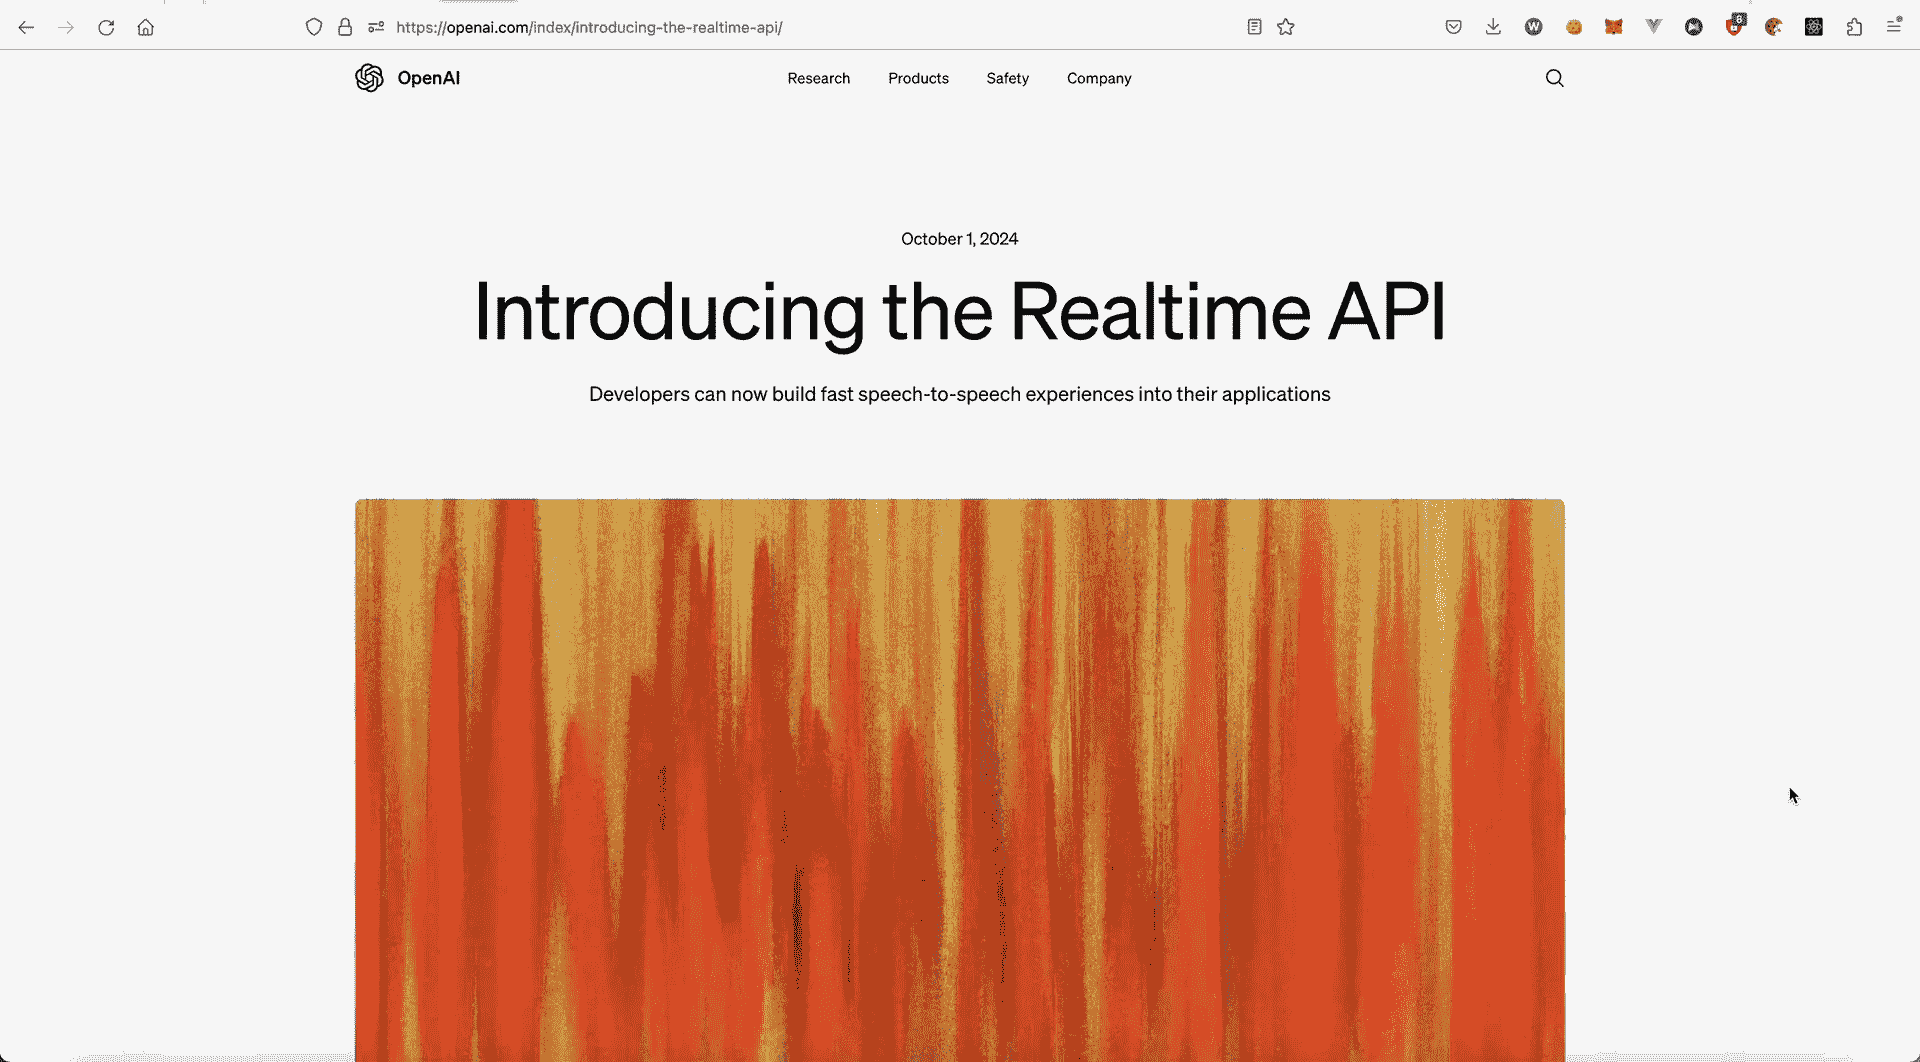 https://openai.com/index/introducing-the-realtime-api/
W
8
OpenAI
Research Products Safety Company
October 1, 2024
Introducing the Realtime API
Developers can now build fast speech-to-speech experiences into their applications